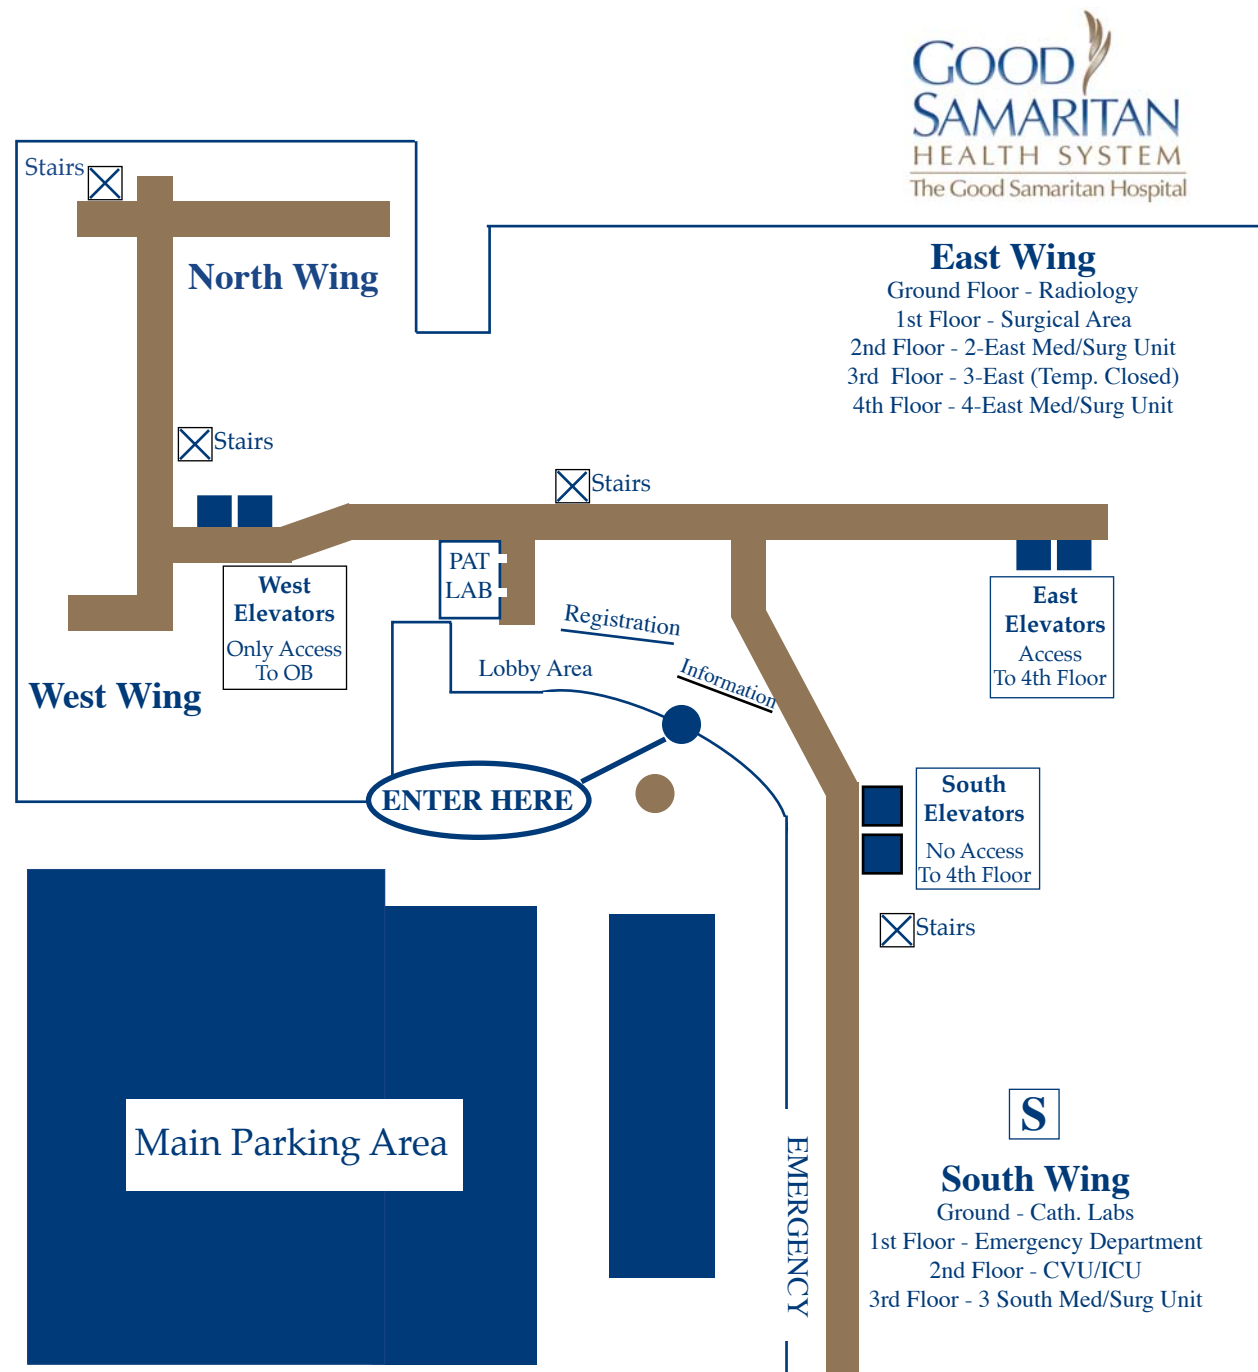 GOOD
SAMARITAN
HEALTH SYSTEM
The Good Samaritan Hospital
Stairs
North Wing
East Wing
Ground Floor - Radiology
1st Floor - Surgical Area
2nd Floor - 2-East Med/Surg Unit
3rd Floor - 3-East (Temp. Closed)
4th Floor - 4-East Med/Surg Unit
Stairs
Stairs
PAT
LAB
West
Elevators
Only Access
To OB
East
Elevators
Access
To 4th Floor
Registration
Lobby Area
Information
West Wing
ENTER HERE
South
Elevators
No Access
To 4th Floor
Stairs
Main Parking Area
EMERGENCY
S
South Wing
Ground - Cath. Labs
1st Floor - Emergency Department
2nd Floor - CVU/ICU
3rd Floor - 3 South Med/Surg Unit